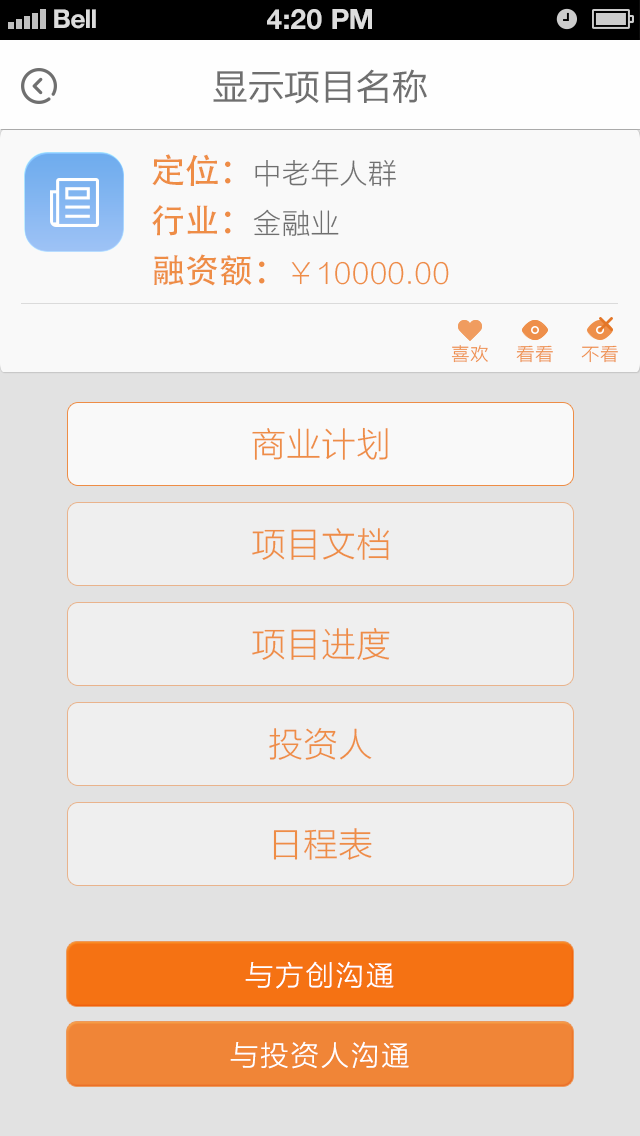 Bell 4:20 PM
显示项目名称
定位：中老年人群
行业：金融业
融资额：￥10000.00
喜欢 看看 不看
商业计划
项目文档
项目进度
投资人
日程表
与方创沟通
与投资人沟通